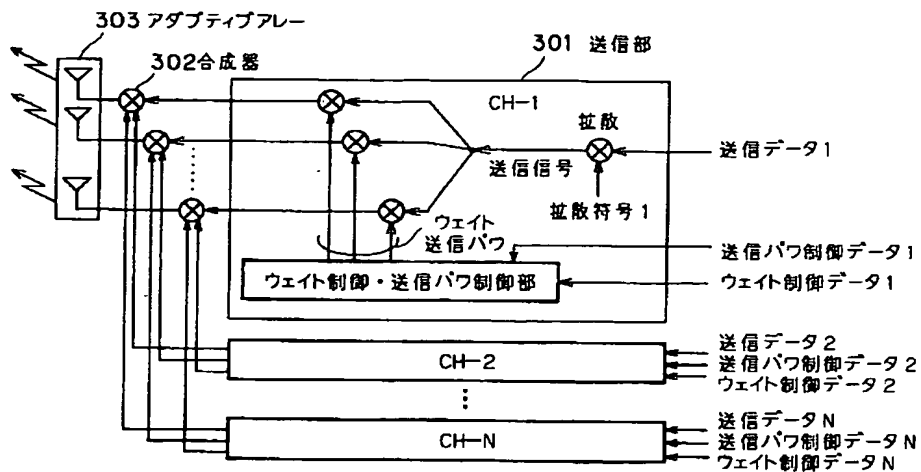 303 アダプティブアレー
302 合成器
301 送信部
CH-1
拡散
送信データ1
送信信号
拡散符号1
ウェイト
送信パワ
送信パワ制御データ1
ウェイト制御・送信パワ制御部
ウェイト制御データ1
送信データ2
CH-2
送信パワ制御データ2
ウェイト制御データ2
送信データN
CH-N
送信パワ制御データN
ウェイト制御データN